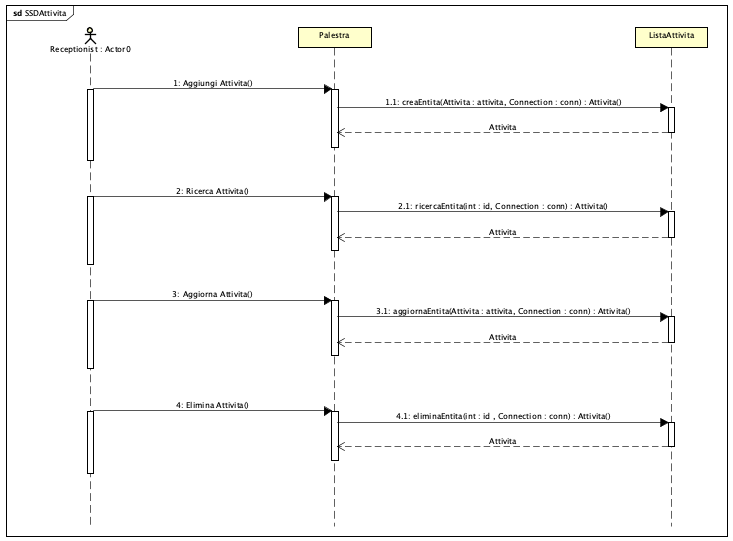 sd SSDAttivita
Receptionist : Actor0
Palestra
ListaAttivita
1: Aggiungi Attivita()
1.1: creaEntita(Attivita : attivita, Connection : conn) : Attivita()
Attivita
2: Ricerca Attivita()
2.1: ricercaEntita(int : id, Connection : conn) : Attivita()
Attivita
3: Aggiorna Attivita()
3.1: aggiornaEntita(Attivita : attivita, Connection : conn) : Attivita()
Attivita
4: Elimina Attivita()
4.1: eliminaEntita(int : id , Connection : conn) : Attivita()
Attivita